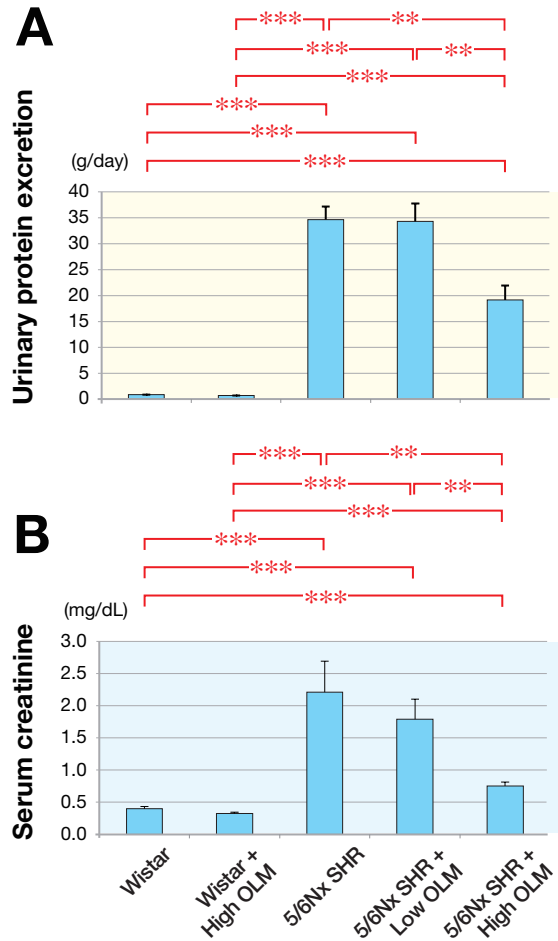 A
***
**
***
**
***
***
***
***
(g/day)
Urinary protein excretion
40
35
30
25
20
15
10
5
0
B
***
**
***
**
***
***
***
***
(mg/dL)
Serum creatinine
3.0
2.5
2.0
1.5
1.0
0.5
0.0
Wistar
Wistar +
High OLM
5/6Nx SHR
5/6Nx SHR +
Low OLM
5/6Nx SHR +
High OLM